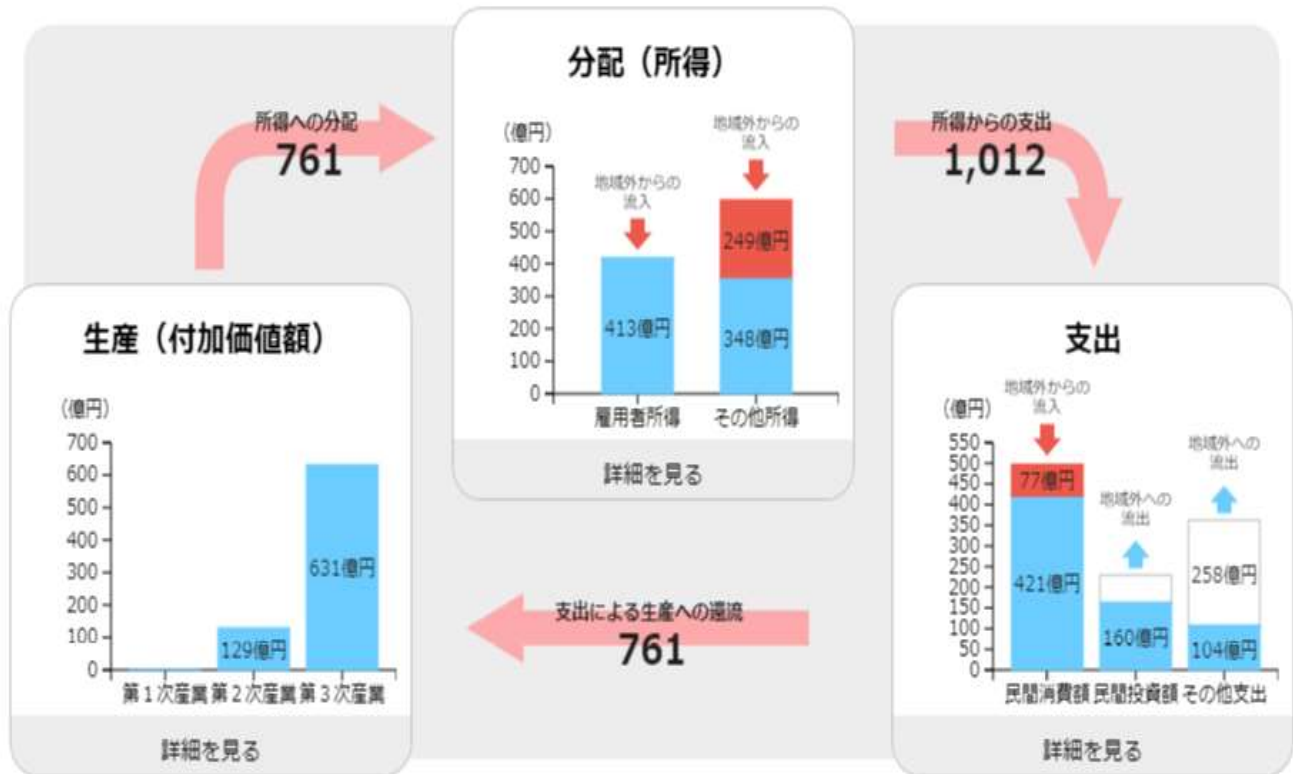 分配（所得）
所得への分配
761
（億円）
700
600
500
400
300
200
100
0
地域外からの
流入
地域外からの
流入
413億円
249億円
348億円
雇用者所得
その他所得
詳細を見る
所得からの支出
1,012
生産（付加価値額）
（億円）
700
600
500
400
300
200
100
0
129億円
631億円
第1次産業
第2次産業
第3次産業
詳細を見る
支出による生産への還流
761
支出
（億円）
550
500
450
400
350
300
250
200
150
100
50
0
地域外からの
流入
地域外への
流出
地域外への
流出
77億円
421億円
160億円
258億円
104億円
民間消費額
民間投資額
その他支出
詳細を見る